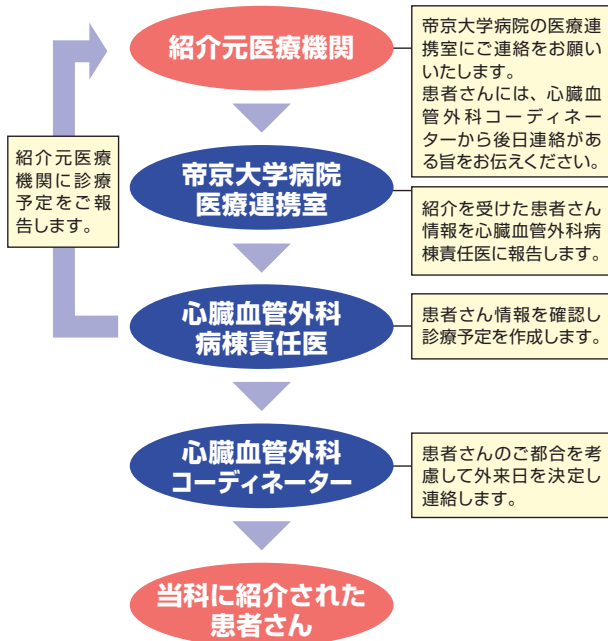 紹介元医療機関
帝京大学病院の医療連
携室にご連絡をお願い
いたします。
患者さんには、心臓血
管外科コーディネー
ターから後日連絡があ
る旨をお伝えください。
紹介元医療
機関に診療
予定をご報
告します。
帝京大学病院
医療連携室
紹介を受けた患者さん
情報を心臓血管外科病
棟責任医に報告します。
心臓血管外科
病棟責任医
患者さん情報を確認し
診療予定を作成します。
心臓血管外科
コーディネーター
患者さんのご都合を考
慮して外来日を決定し
連絡します。
当科に紹介された
患者さん